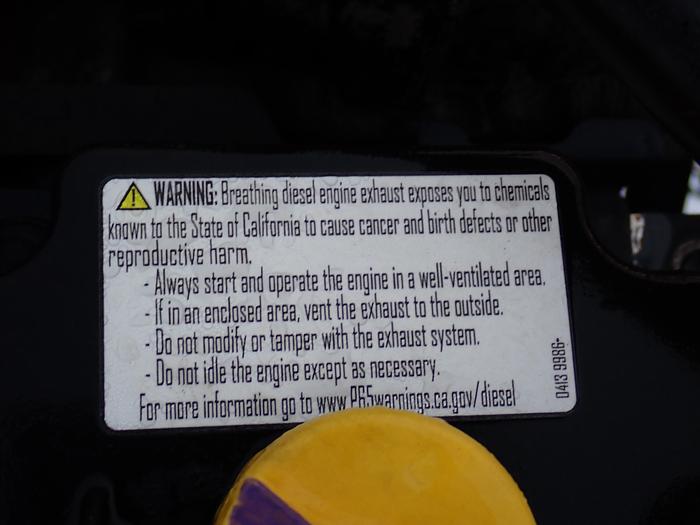 WARNING: Breathing diesel engine exhaust exposes you to chemicals
known to the State of California to cause cancer and birth defects or other
reproductive harm.
- Always start and operate the engine in a well-ventilated area.
- If in an enclosed area, vent the exhaust to the outside.
- Do not modify or tamper with the exhaust system.
- Do not idle the engine except as necessary.
For more information go to www.P65warnings.ca.gov/diesel
0413 9986-